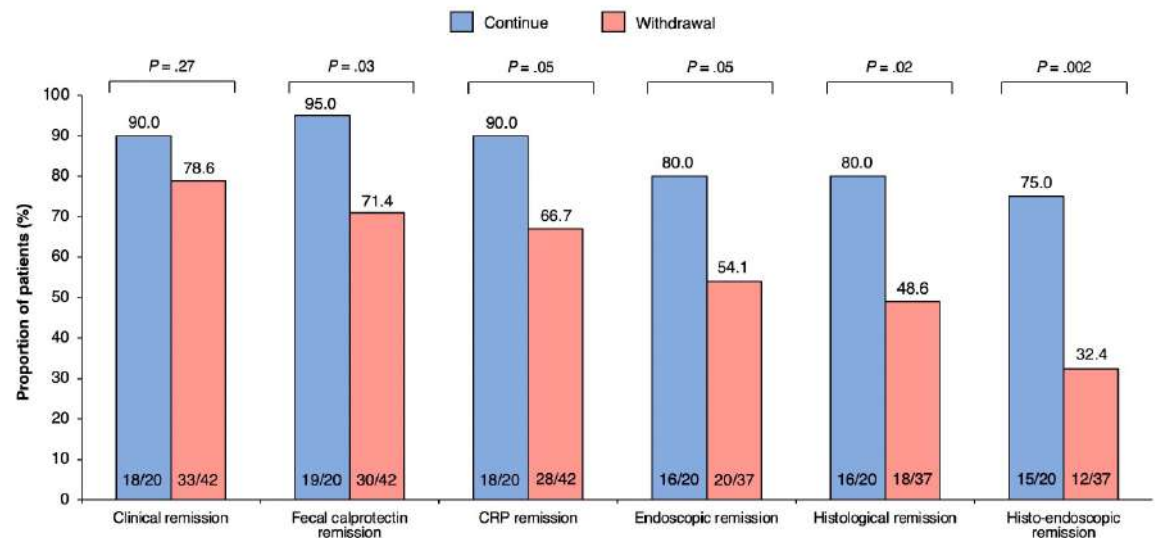 Continue Withdrawal
P = .27 P = .03 P = .05 P = .05 P = .02 P = .002
Proportion of patients (%)
100
90
80
70
60
50
40
30
20
10
0
90.0 78.6 95.0 71.4 90.0 66.7 80.0 54.1 80.0 48.6 75.0 32.4
18/20 33/42 19/20 30/42 18/20 28/42 16/20 20/37 16/20 18/37 15/20 12/37
Clinical remission Fecal calprotectin CRP remission Endoscopic remission Histological remission Histo-endoscopic
remission remission